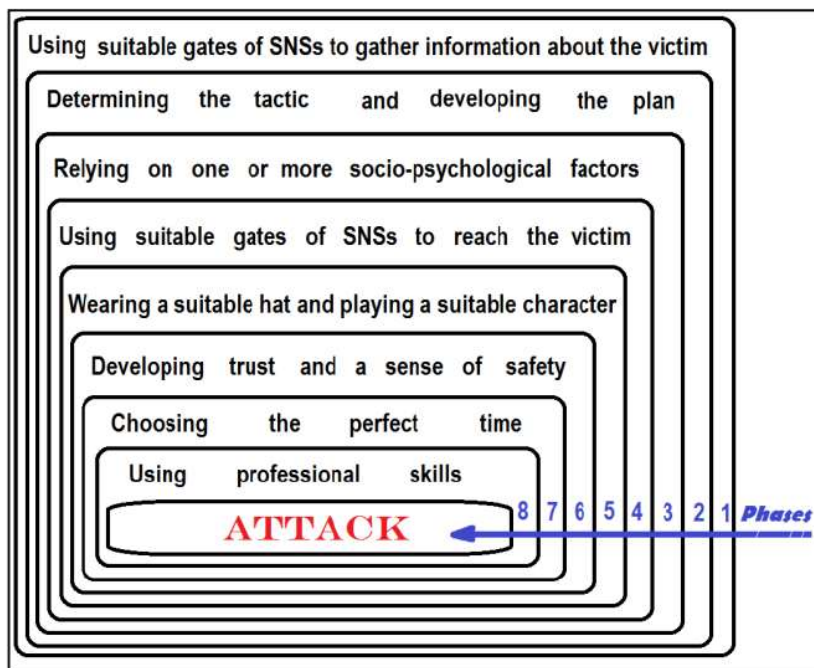 Using suitable gates of SNSs to gather information about the victim
Determining the tactic and developing the plan
Relying on one or more socio-psychological factors
Using suitable gates of SNSs to reach the victim
Wearing a suitable hat and playing a suitable character
Developing trust and a sense of safety
Choosing the perfect time
Using professional skills
8 7 6 5 4 3 2 1 Phases
ATTACK